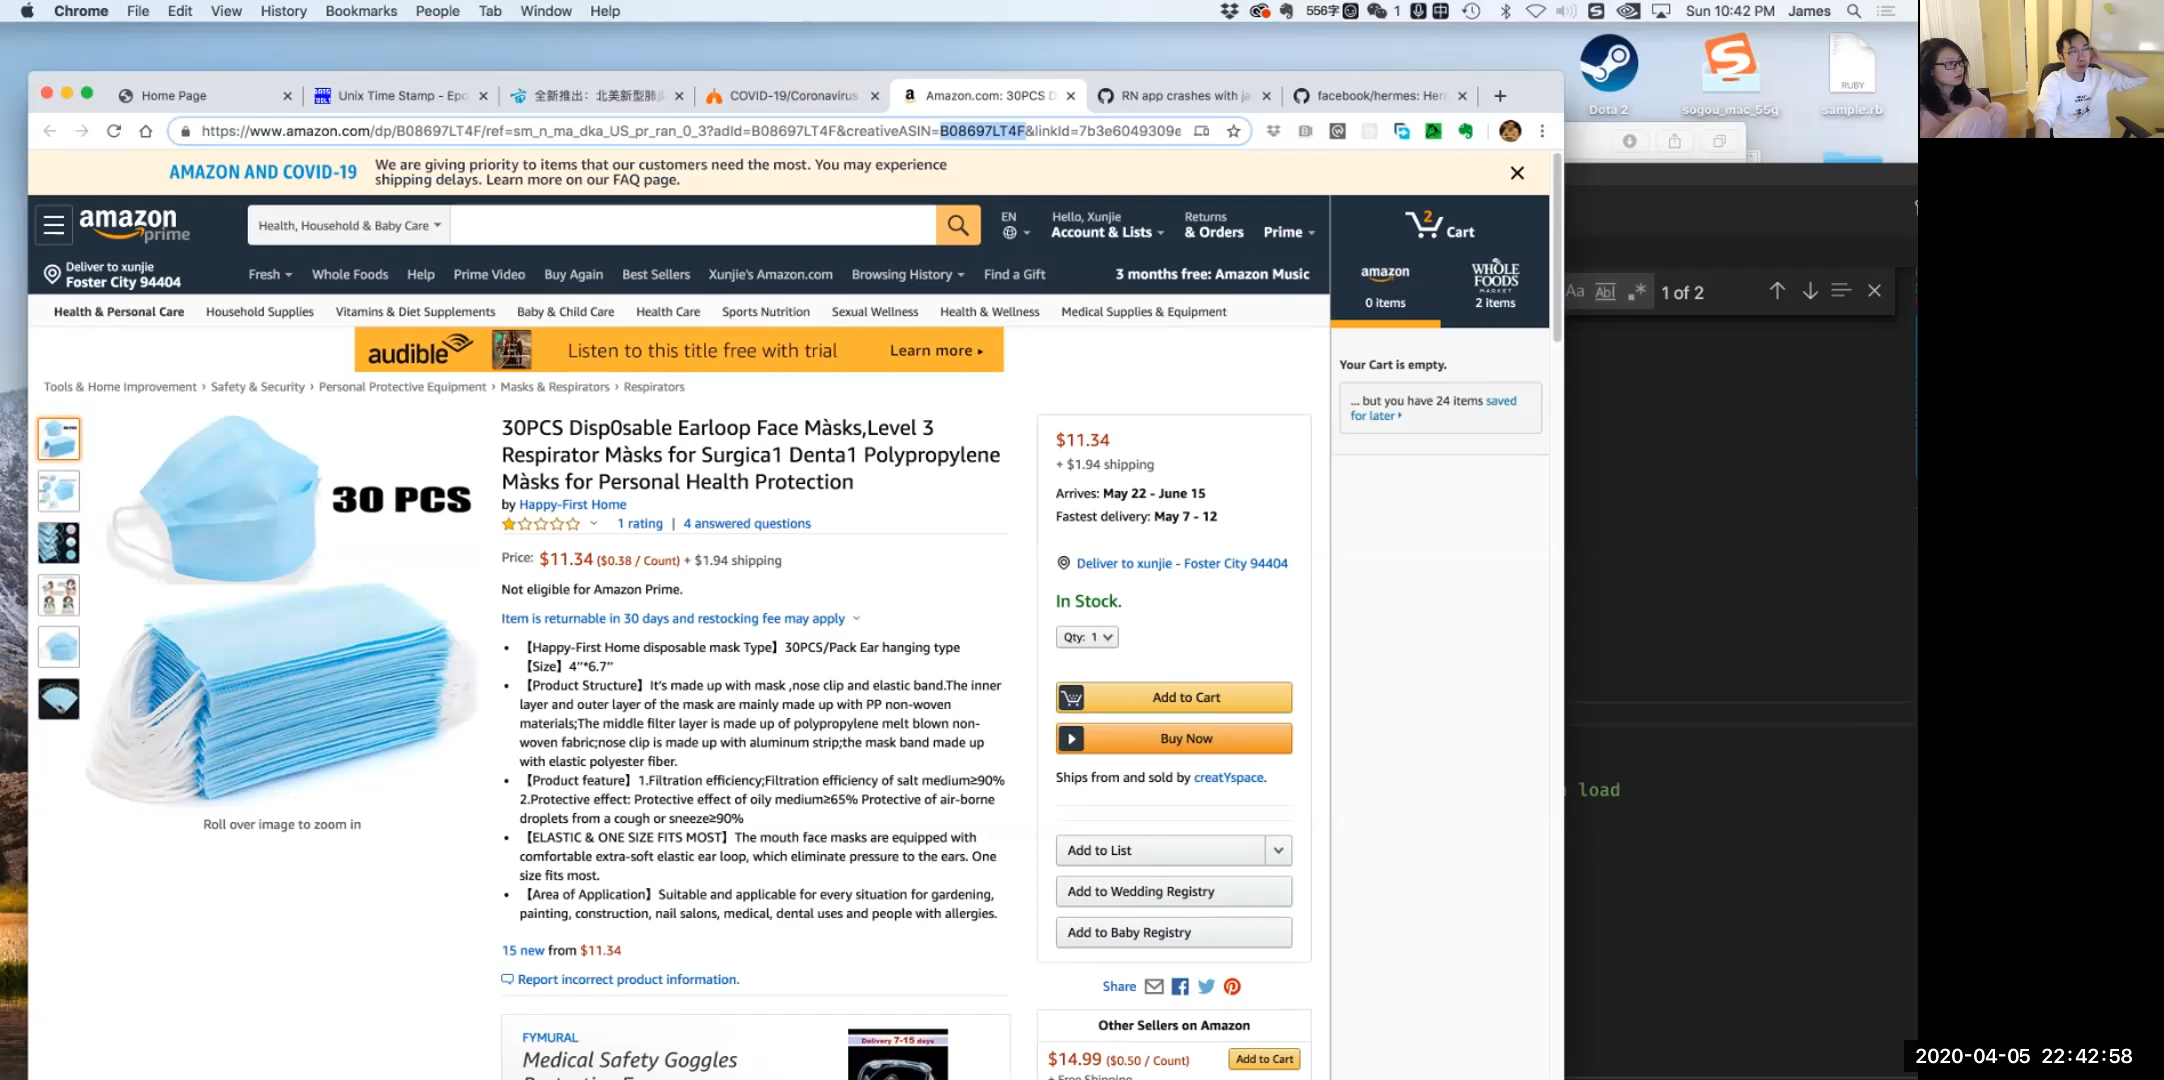 Chrome File Edit View History Bookmarks People Tab Window Help
556字 1 中 Sun 10:42 PM James
Home Page
Unix Time Stamp - Epo
全新推出：北美新型肺
COVID-19/Coronavirus
Amazon.com: 30PCS D
RN app crashes with ja
facebook/hermes: Her
https://www.amazon.com/dp/B08697LT4F/ref=sm_n_ma_dka_US_pr_ran_0_3?adId=B08697LT4F&creativeASIN=B08697LT4F&linkId=7b3e6049309e
Dota 2
sogou_mac_55g
RUBY
sample.rb
AMAZON AND COVID-19
We are giving priority to items that our customers need the most. You may experience
shipping delays. Learn more on our FAQ page.
amazon
prime
Health, Household & Baby Care
EN
Hello, Xunjie
Account & Lists
Returns
& Orders
Prime
2
Cart
Deliver to xunjie
Foster City 94404
Fresh Whole Foods Help Prime Video Buy Again Best Sellers Xunjie's Amazon.com Browsing History Find a Gift
3 months free: Amazon Music
amazon
0 items
WHOLE
FOODS
MARKET
2 items
Aa Abl 1 of 2
Health & Personal Care Household Supplies Vitamins & Diet Supplements Baby & Child Care Health Care Sports Nutrition Sexual Wellness Health & Wellness Medical Supplies & Equipment
audible Listen to this title free with trial Learn more ▸
Your Cart is empty.
... but you have 24 items saved
for later
Tools & Home Improvement › Safety & Security › Personal Protective Equipment › Masks & Respirators › Respirators
30 PCS
Roll over image to zoom in
30PCS Disp0sable Earloop Face Màsks,Level 3
Respirator Màsks for Surgica1 Denta1 Polypropylene
Màsks for Personal Health Protection
by Happy-First Home
1 rating | 4 answered questions
Price: $11.34 ($0.38 / Count) + $1.94 shipping
Not eligible for Amazon Prime.
Item is returnable in 30 days and restocking fee may apply
• 【Happy-First Home disposable mask Type】30PCS/Pack Ear hanging type
【Size】4’’*6.7’’
• 【Product Structure】It's made up with mask ,nose clip and elastic band.The inner
layer and outer layer of the mask are mainly made up with PP non-woven
materials;The middle filter layer is made up of polypropylene melt blown non-
woven fabric;nose clip is made up with aluminum strip;the mask band made up
with elastic polyester fiber.
• 【Product feature】1.Filtration efficiency;Filtration efficiency of salt medium≥90%
2.Protective effect: Protective effect of oily medium≥65% Protective of air-borne
droplets from a cough or sneeze≥90%
• 【ELASTIC & ONE SIZE FITS MOST】The mouth face masks are equipped with
comfortable extra-soft elastic ear loop, which eliminate pressure to the ears. One
size fits most.
• 【Area of Application】Suitable and applicable for every situation for gardening,
painting, construction, nail salons, medical, dental uses and people with allergies.
15 new from $11.34
Report incorrect product information.
FYMURAL
Medical Safety Goggles
Delivery 7-15 days
$11.34
+ $1.94 shipping
Arrives: May 22 - June 15
Fastest delivery: May 7 - 12
Deliver to xunjie - Foster City 94404
In Stock.
Qty: 1
Add to Cart
Buy Now
Ships from and sold by creatYspace.
Add to List
Add to Wedding Registry
Add to Baby Registry
Share
Other Sellers on Amazon
$14.99 ($0.50 / Count)
Add to Cart
+ Free Shipping
load
2020-04-05 22:42:58